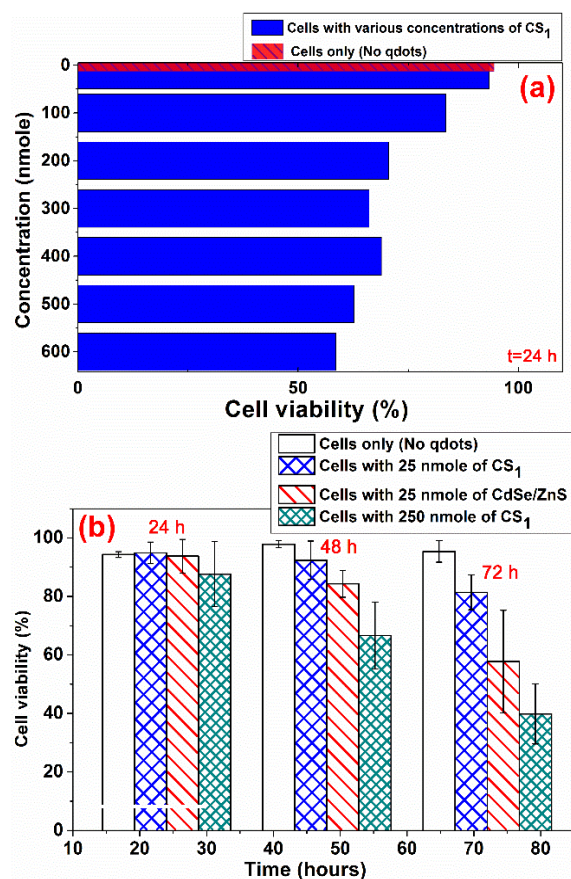 Cells with various concentrations of CS1
Cells only (No qdots)
(a)
0
100
200
300
400
500
600
Concentration (nmole)
t=24 h
0 50 100
Cell viability (%)
Cells only (No qdots)
Cells with 25 nmole of CS1
Cells with 25 nmole of CdSe/ZnS
Cells with 250 nmole of CS1
(b)
24 h
48 h
72 h
100
80
60
40
20
0
Cell viability (%)
10 20 30 40 50 60 70 80
Time (hours)